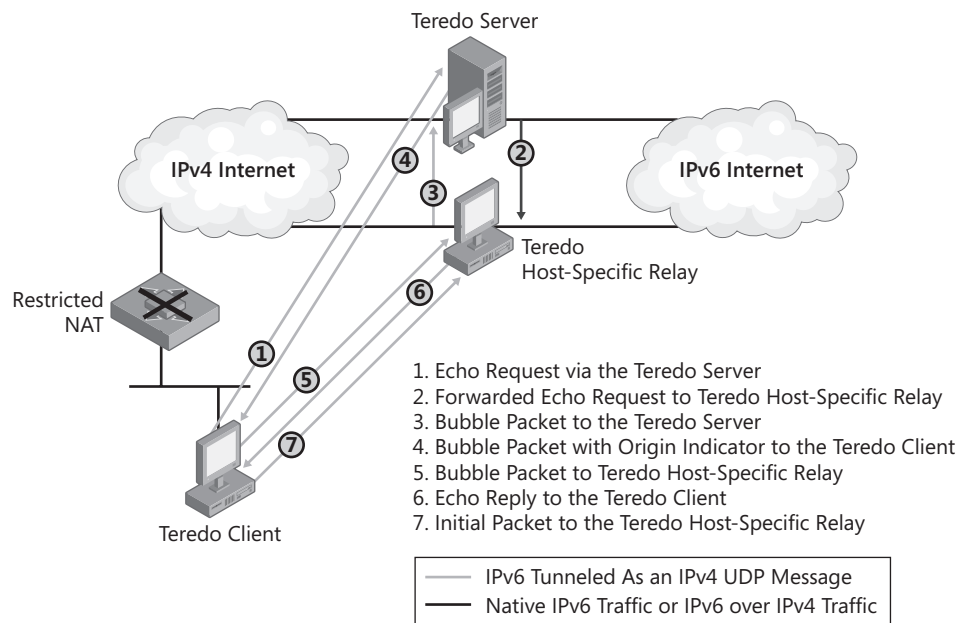 Teredo Server
IPv4 Internet
IPv6 Internet
4
2
3
Teredo
Host-Specific Relay
Restricted
NAT
6
1
5
7
Teredo Client
1. Echo Request via the Teredo Server
2. Forwarded Echo Request to Teredo Host-Specific Relay
3. Bubble Packet to the Teredo Server
4. Bubble Packet with Origin Indicator to the Teredo Client
5. Bubble Packet to Teredo Host-Specific Relay
6. Echo Reply to the Teredo Client
7. Initial Packet to the Teredo Host-Specific Relay
IPv6 Tunneled As an IPv4 UDP Message
Native IPv6 Traffic or IPv6 over IPv4 Traffic